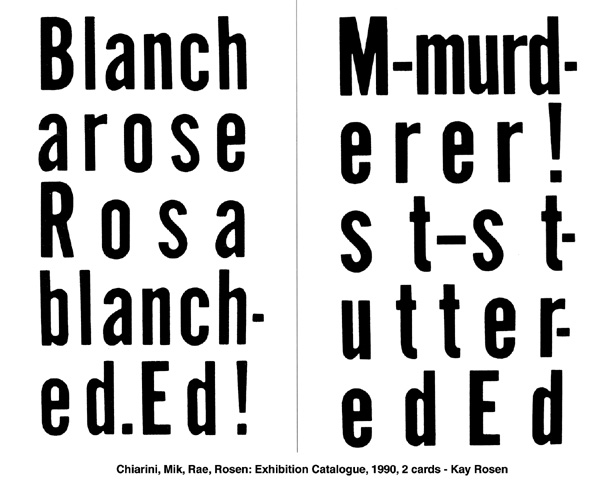 Blanch
arose
Rosa
blanch-
ed.Ed!
M-murd-
erer!
st-st-
utter-
edEd
Chiarini, Mik, Rae, Rosen: Exhibition Catalogue, 1990, 2 cards - Kay Rosen